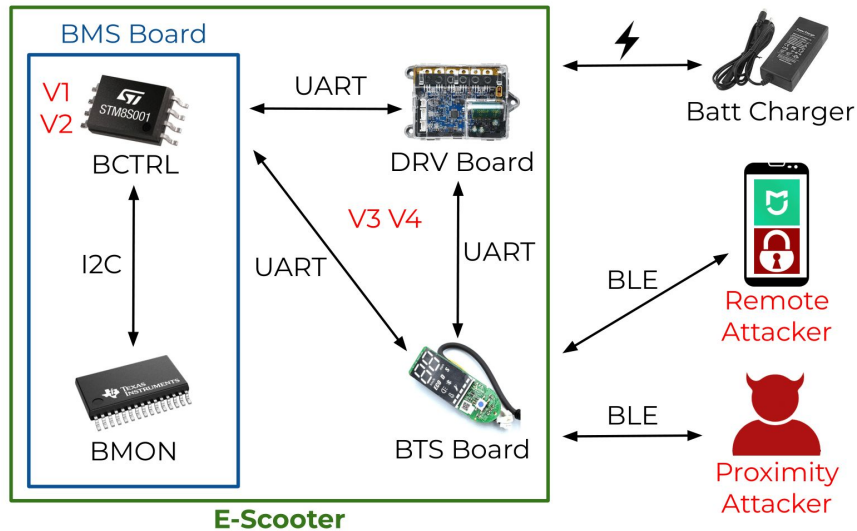 BMS Board
V1
V2
STM8S001
BCTRL
UART
DRV Board
Batt Charger
V3 V4
I2C
UART
UART
BLE
Remote
Attacker
TEXAS
INSTRUMENTS
BMON
BTS Board
BLE
Proximity
Attacker
E-Scooter